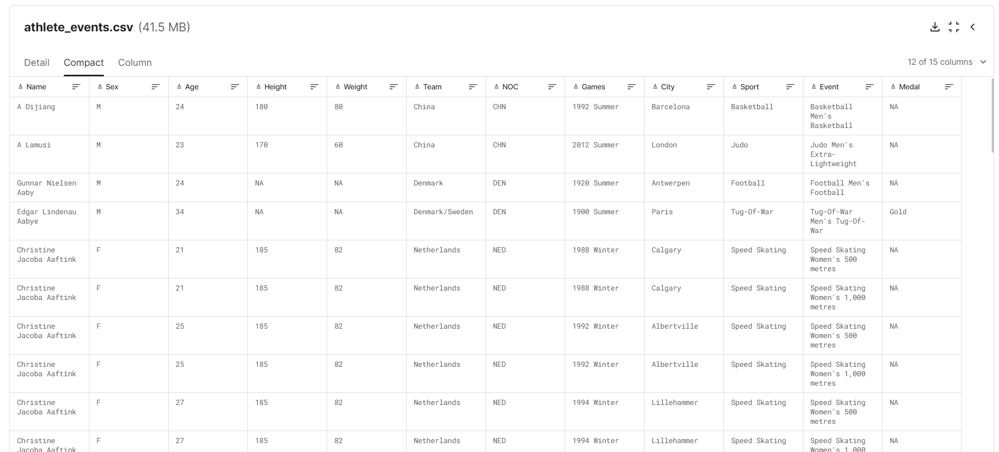 athlete_events.csv (41.5 MB)
Detail Compact Column 12 of 15 columns
A Name A Sex A Age A Height A Weight A Team A NOC A Games A City A Sport A Event A Medal
A Dijiang M 24 180 80 China CHN 1992 Summer Barcelona Basketball Basketball NA
Men's
Basketball
A Lamusi M 23 170 60 China CHN 2012 Summer London Judo Judo Men's NA
Extra-
Lightweight
Gunnar Nielsen M 24 NA NA Denmark DEN 1920 Summer Antwerpen Football Football Men's NA
Aaby Football
Edgar Lindenau M 34 NA NA Denmark/Sweden DEN 1900 Summer Paris Tug-Of-War Tug-Of-War Gold
Aabye Men's Tug-Of-
War
Christine F 21 185 82 Netherlands NED 1988 Winter Calgary Speed Skating Speed Skating NA
Jacoba Aaftink Women's 500
metres
Christine F 21 185 82 Netherlands NED 1988 Winter Calgary Speed Skating Speed Skating NA
Jacoba Aaftink Women's 1,000
metres
Christine F 25 185 82 Netherlands NED 1992 Winter Albertville Speed Skating Speed Skating NA
Jacoba Aaftink Women's 500
metres
Christine F 25 185 82 Netherlands NED 1992 Winter Albertville Speed Skating Speed Skating NA
Jacoba Aaftink Women's 1,000
metres
Christine F 27 185 82 Netherlands NED 1994 Winter Lillehammer Speed Skating Speed Skating NA
Jacoba Aaftink Women's 500
metres
Christine F 27 185 82 Netherlands NED 1994 Winter Lillehammer Speed Skating Speed Skating NA
Jacoba Aaftink Women's 1,000